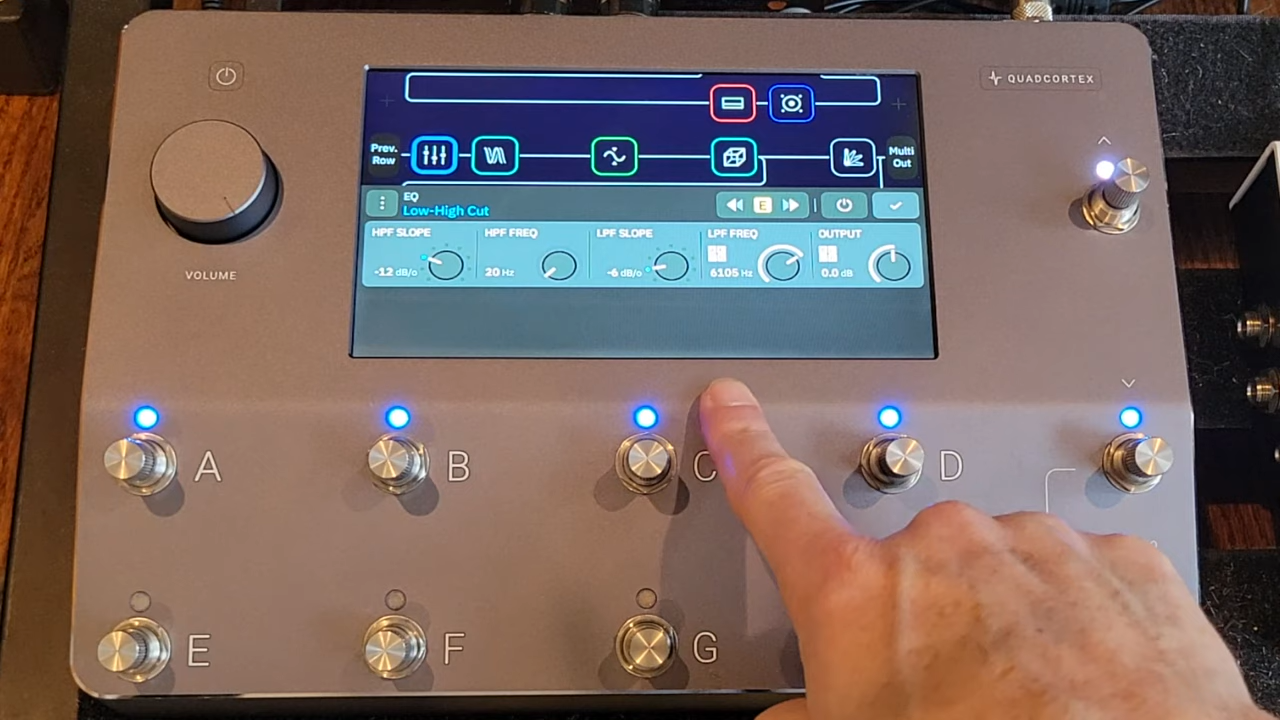 QUADCORTEX
Prev.
Row
Multi
Out
EQ
Low-High Cut
E
HPF SLOPE
HPF FREQ
LPF SLOPE
LPF FREQ
OUTPUT
-12 dB/o
20 Hz
-6 dB/o
6105 Hz
0.0 dB
VOLUME
A
B
C
D
E
F
G